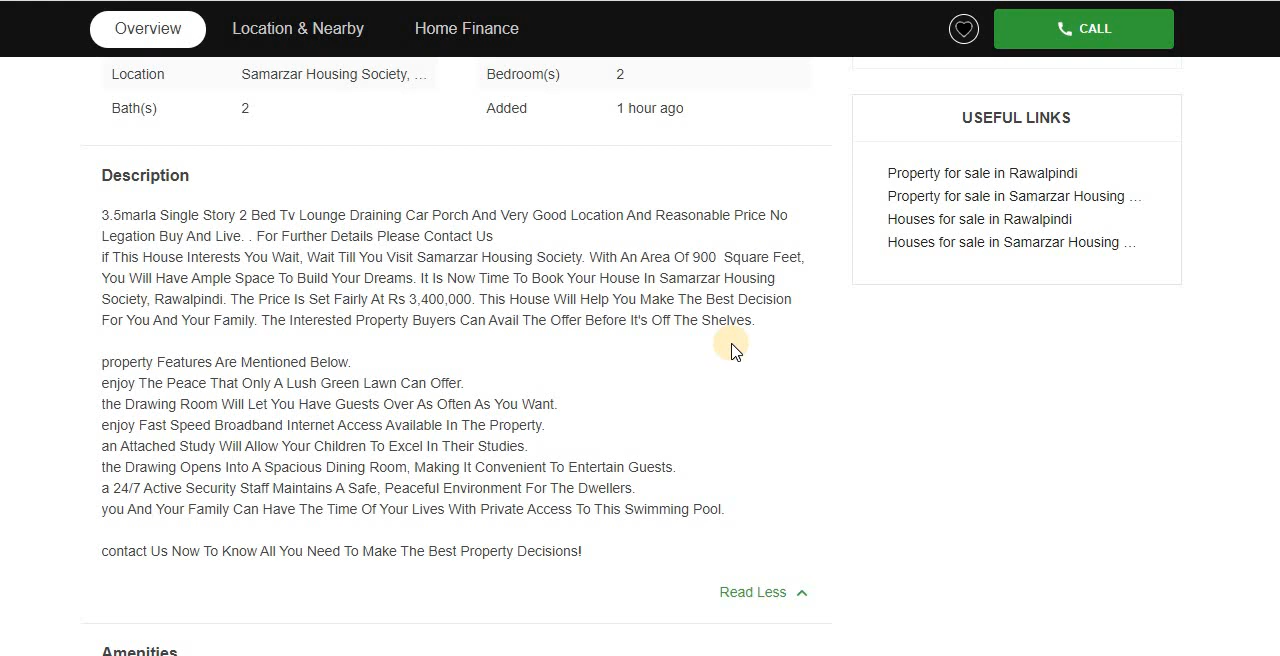 Overview Location & Nearby Home Finance CALL
Location Samarzar Housing Society, ... Bedroom(s) 2
Bath(s) 2 Added 1 hour ago
Description
3.5marla Single Story 2 Bed Tv Lounge Draining Car Porch And Very Good Location And Reasonable Price No
Legation Buy And Live. . For Further Details Please Contact Us
if This House Interests You Wait, Wait Till You Visit Samarzar Housing Society. With An Area Of 900 Square Feet,
You Will Have Ample Space To Build Your Dreams. It Is Now Time To Book Your House In Samarzar Housing
Society, Rawalpindi. The Price Is Set Fairly At Rs 3,400,000. This House Will Help You Make The Best Decision
For You And Your Family. The Interested Property Buyers Can Avail The Offer Before It's Off The Shelves.
property Features Are Mentioned Below.
enjoy The Peace That Only A Lush Green Lawn Can Offer.
the Drawing Room Will Let You Have Guests Over As Often As You Want.
enjoy Fast Speed Broadband Internet Access Available In The Property.
an Attached Study Will Allow Your Children To Excel In Their Studies.
the Drawing Opens Into A Spacious Dining Room, Making It Convenient To Entertain Guests.
a 24/7 Active Security Staff Maintains A Safe, Peaceful Environment For The Dwellers.
you And Your Family Can Have The Time Of Your Lives With Private Access To This Swimming Pool.
contact Us Now To Know All You Need To Make The Best Property Decisions!
Read Less
Amenities
USEFUL LINKS
Property for sale in Rawalpindi
Property for sale in Samarzar Housing ...
Houses for sale in Rawalpindi
Houses for sale in Samarzar Housing ...